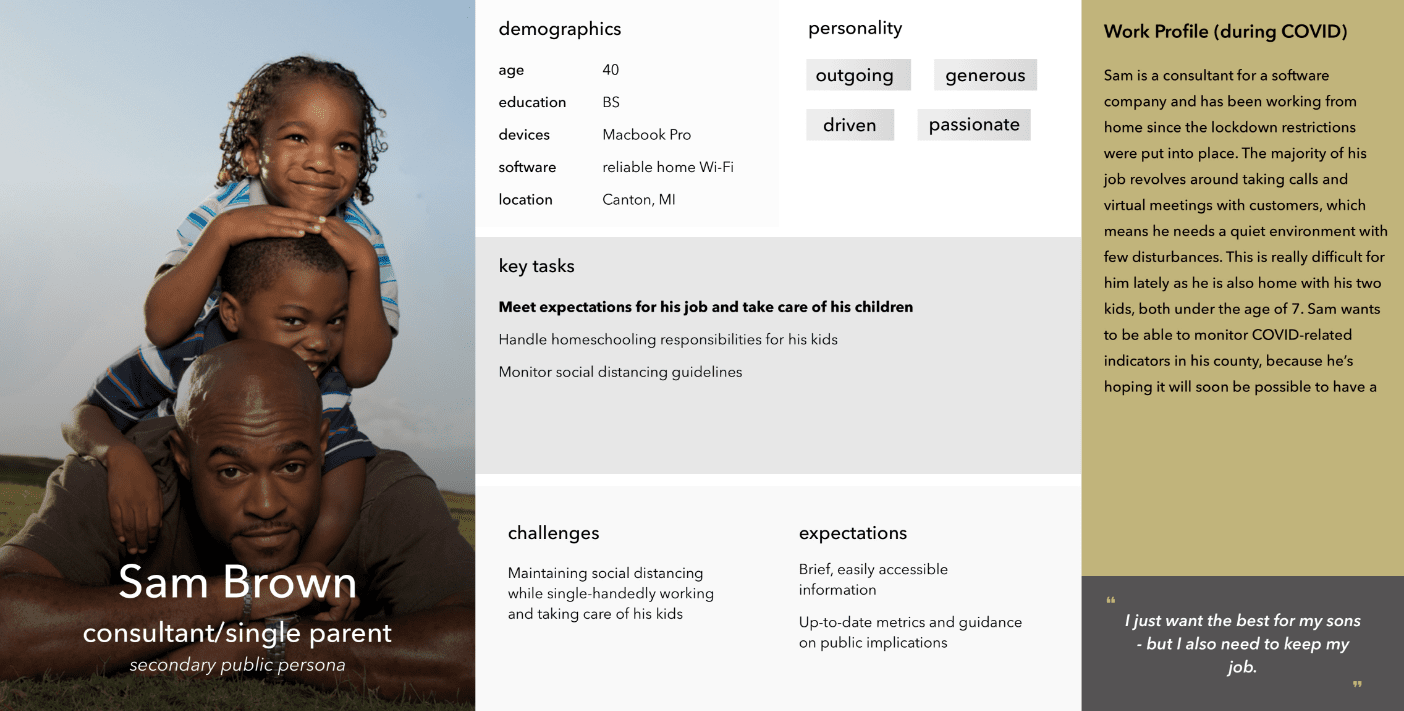 Sam Brown
consultant/single parent
secondary public persona
demographics
age 40
education BS
devices Macbook Pro
software reliable home Wi-Fi
location Canton, MI
personality
outgoing generous
driven passionate
key tasks
Meet expectations for his job and take care of his children
Handle homeschooling responsibilities for his kids
Monitor social distancing guidelines
challenges
Maintaining social distancing
while single-handedly working
and taking care of his kids
expectations
Brief, easily accessible
information
Up-to-date metrics and guidance
on public implications
Work Profile (during COVID)
Sam is a consultant for a software
company and has been working from
home since the lockdown restrictions
were put into place. The majority of his
job revolves around taking calls and
virtual meetings with customers, which
means he needs a quiet environment with
few disturbances. This is really difficult for
him lately as he is also home with his two
kids, both under the age of 7. Sam wants
to be able to monitor COVID-related
indicators in his county, because he’s
hoping it will soon be possible to have a
“
I just want the best for my sons
- but I also need to keep my
job.
”